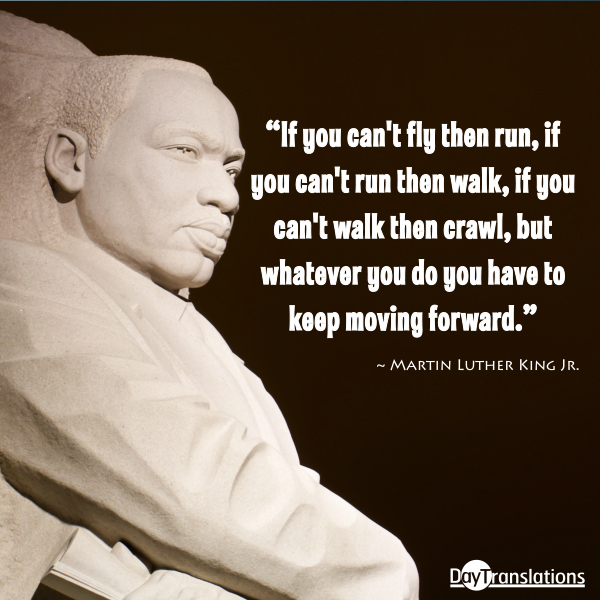 “If you can't fly then run, if
you can't run then walk, if you
can't walk then crawl, but
whatever you do you have to
keep moving forward.”
~ Martin Luther King Jr.
DayTranslations